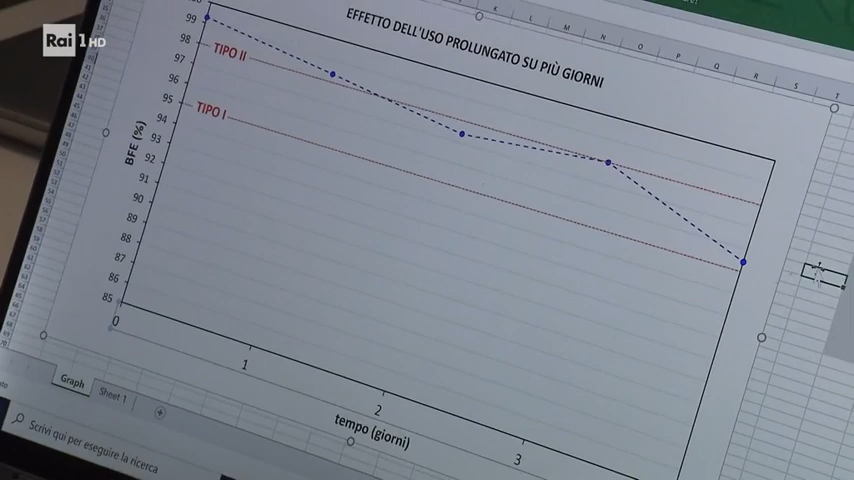 Rai 1 HD
K L M N O P Q R S T
EFFETTO DELL'USO PROLUNGATO SU PIÙ GIORNI
99
98
97
96
95
94
93
92
91
90
89
88
87
86
85
BFE (%)
TIPO II
TIPO I
0
1
2
3
tempo (giorni)
Graph
Sheet 1
Scrivi qui per eseguire la ricerca